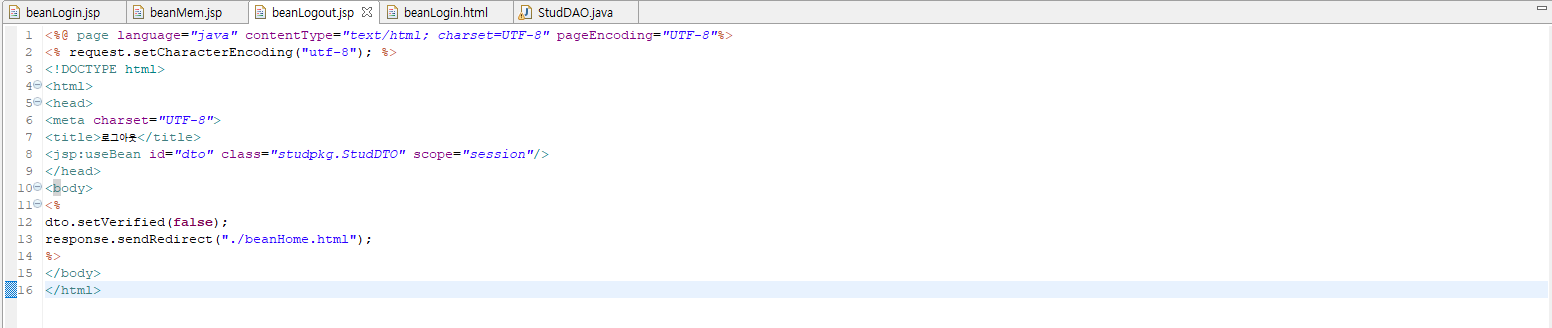 beanLogin.jsp beanMem.jsp beanLogout.jsp beanLogin.html StudDAO.java
1 <%@ page language="java" contentType="text/html; charset=UTF-8" pageEncoding="UTF-8"%>
2 <% request.setCharacterEncoding("utf-8"); %>
3 <!DOCTYPE html>
4 <html>
5 <head>
6 <meta charset="UTF-8">
7 <title>로그아웃</title>
8 <jsp:useBean id="dto" class="studpkg.StudDTO" scope="session"/>
9 </head>
10 <body>
11 <%
12 dto.setVerified(false);
13 response.sendRedirect("./beanHome.html");
14 %>
15 </body>
16 </html>